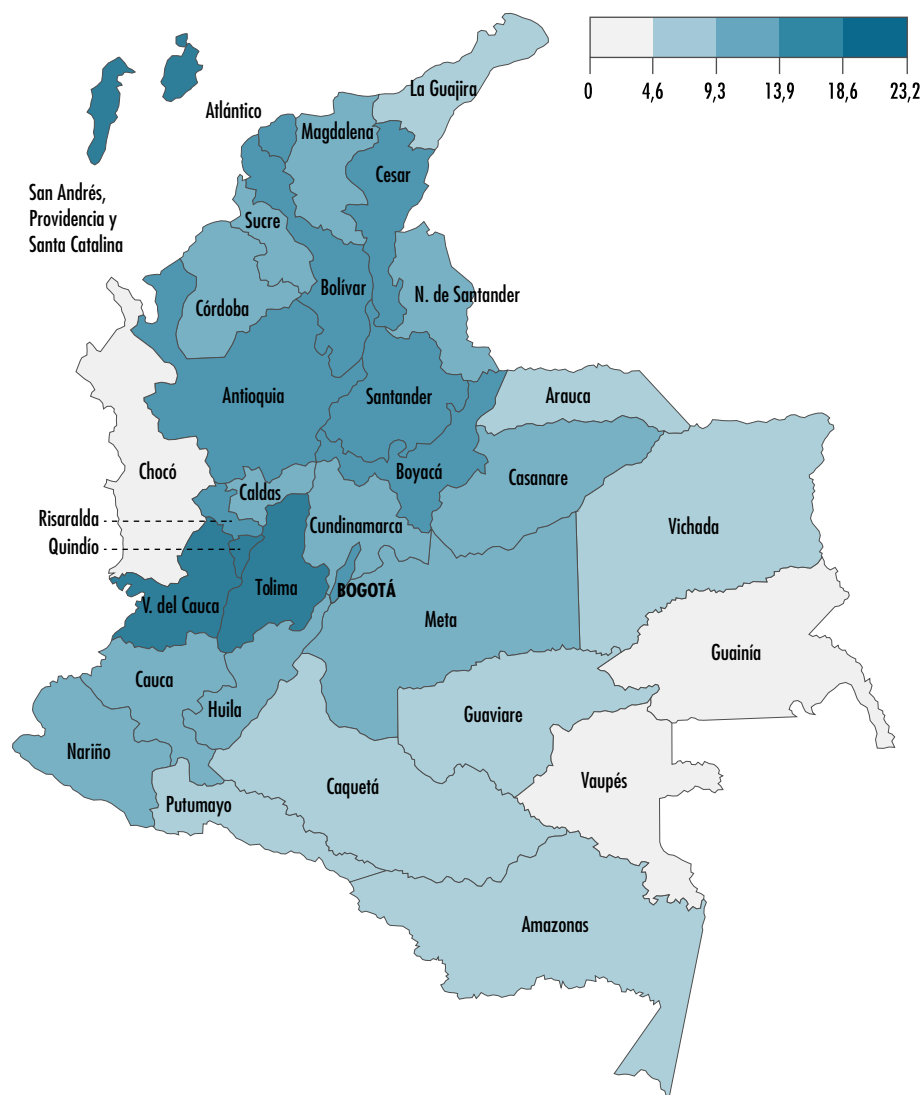 0 4,6 9,3 13,9 18,6 23,2
La Guajira
Atlántico
Magdalena
Cesar
San Andrés,
Providencia y
Santa Catalina
Sucre
Bolívar
N. de Santander
Córdoba
Antioquia
Santander
Arauca
Chocó
Boyacá
Casanare
Caldas
Risaralda
Cundinamarca
Vichada
Quindío
Tolima
BOGOTÁ
V. del Cauca
Meta
Guainía
Cauca
Huila
Guaviare
Nariño
Vaupés
Caquetá
Putumayo
Amazonas